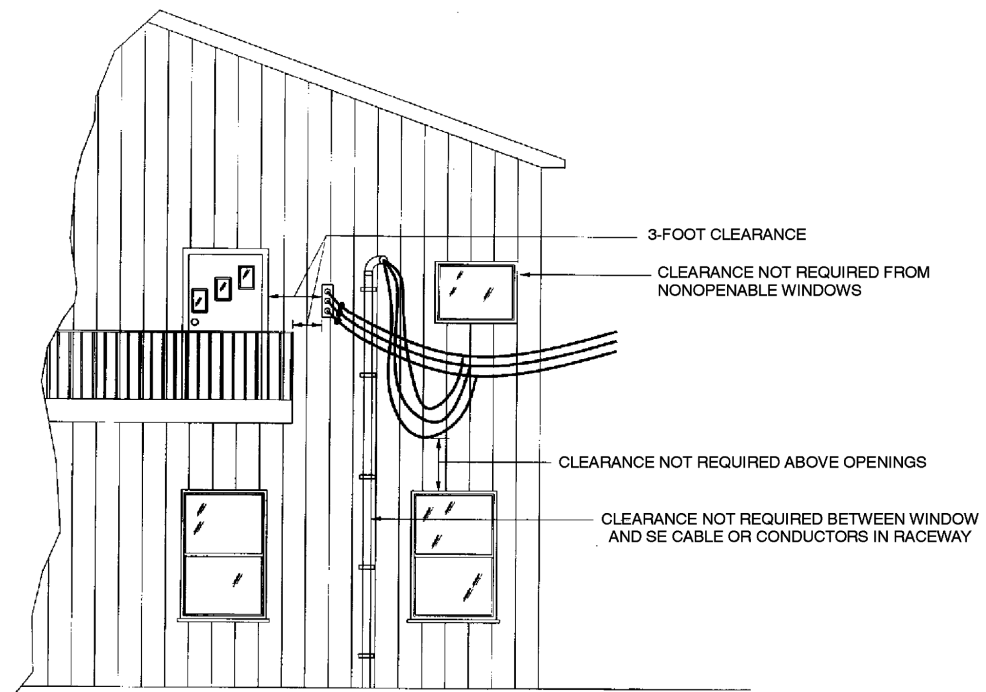 3-FOOT CLEARANCE
CLEARANCE NOT REQUIRED FROM
NONOPENABLE WINDOWS
CLEARANCE NOT REQUIRED ABOVE OPENINGS
CLEARANCE NOT REQUIRED BETWEEN WINDOW
AND SE CABLE OR CONDUCTORS IN RACEWAY